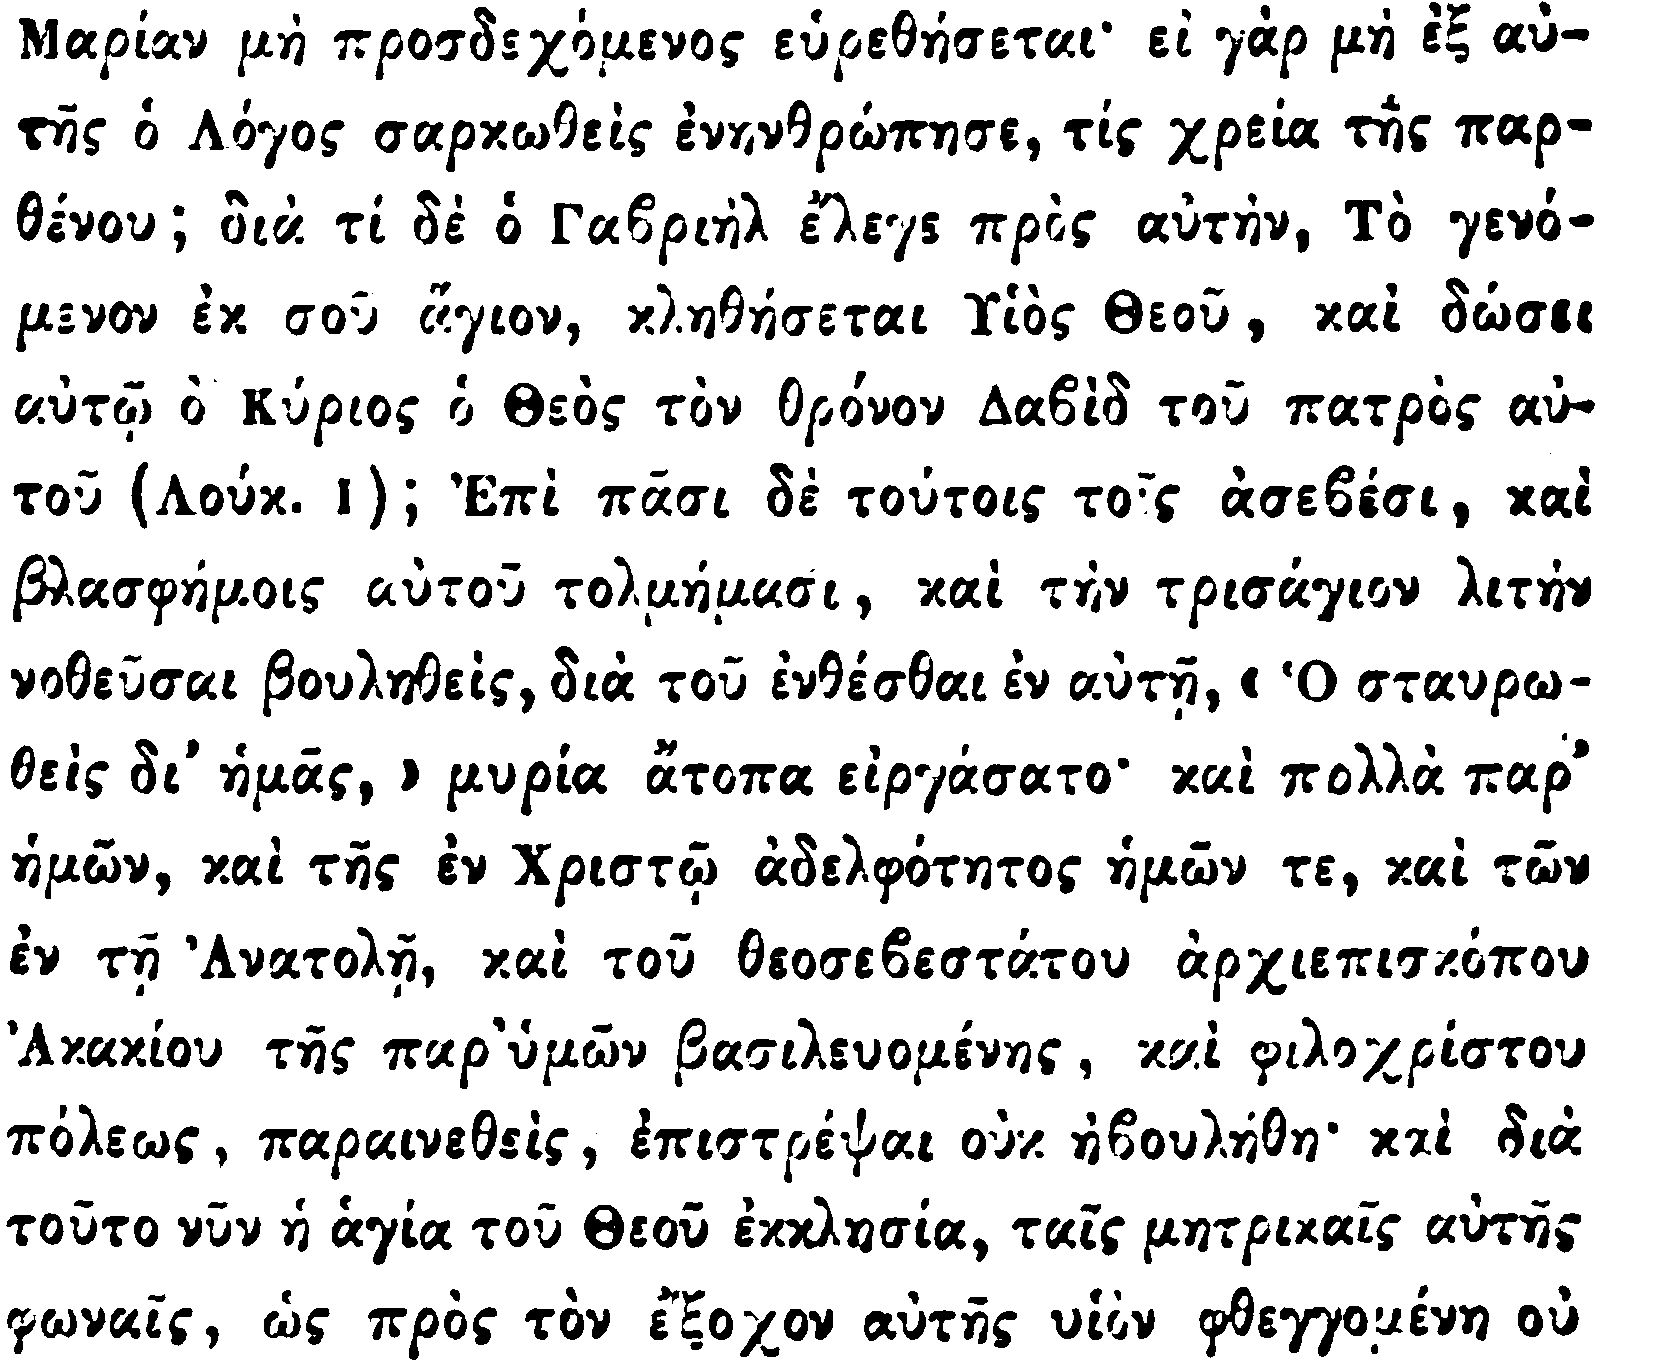 Μαρίαν μὴ προσδεχόμενος εὑρεθήσεται· εἰ γὰρ μὴ ἐξ αὐ-
τῆς ὁ Λόγος σαρκωθεὶς ἐνηνθρώπησε, τίς χρεία τῆς παρ-
θένου; διὰ τί δὲ ὁ Γαβριὴλ ἔλεγε πρὸς αὐτὴν, Τὸ γενό-
μενον ἐκ σοῦ ἅγιον, κληθήσεται Υἱὸς Θεοῦ, καὶ δώσει
αὐτῷ ὁ Κύριος ὁ Θεὸς τὸν θρόνον Δαβὶδ τοῦ πατρὸς αὐ-
τοῦ (Λούκ. I); Ἐπὶ πᾶσι δὲ τούτοις τοῖς ἀσεβέσι, καὶ
βλασφήμοις αὐτοῦ τολμήμασι, καὶ τὴν τρισάγιον λιτὴν
νοθεῦσαι βουληθεὶς, διὰ τοῦ ἐνθέσθαι ἐν αὐτῇ, « Ὁ σταυρω-
θεὶς δι’ ἡμᾶς, » μυρία ἄτοπα εἰργάσατο· καὶ πολλὰ παρ’
ἡμῶν, καὶ τῆς ἐν Χριστῷ ἀδελφότητος ἡμῶν τε, καὶ τῶν
ἐν τῇ Ἀνατολῇ, καὶ τοῦ θεοσεβεστάτου ἀρχιεπισκόπου
Ἀκακίου τῆς παρ’ ὑμῶν βασιλευομένης, καὶ φιλοχρίστου
πόλεως, παραινεθεὶς, ἐπιστρέψαι οὐκ ἠβουλήθη· καὶ διὰ
τοῦτο νῦν ἡ ἁγία τοῦ Θεοῦ ἐκκλησία, ταῖς μητρικαῖς αὐτῆς
φωναῖς, ὡς πρὸς τὸν ἔξοχον αὐτῆς υἱὸν φθεγγομένη οὐ